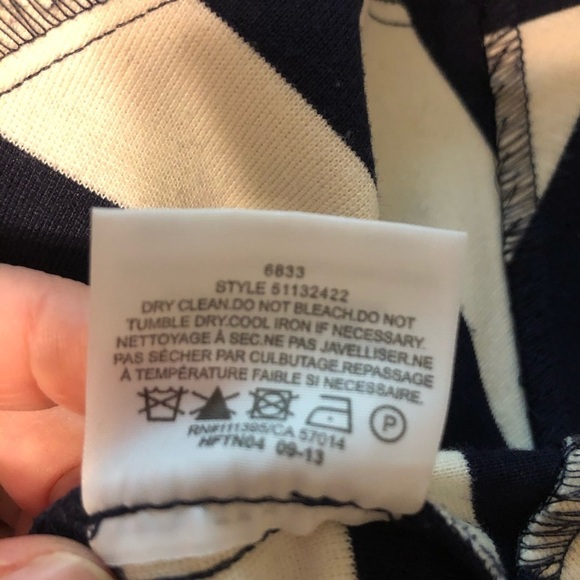 6833
STYLE 51132422
DRY CLEAN.DO NOT BLEACH.DO NOT
TUMBLE DRY.COOL IRON IF NECESSARY.
NETTOYAGE À SEC.NE PAS JAVELLISER.NE
PAS SÉCHER PAR CULBUTAGE.REPASSAGE
À TEMPÉRATURE FAIBLE SI NÉCESSAIRE.
P
RN#111395/CA 57014
HFTN04 09-13